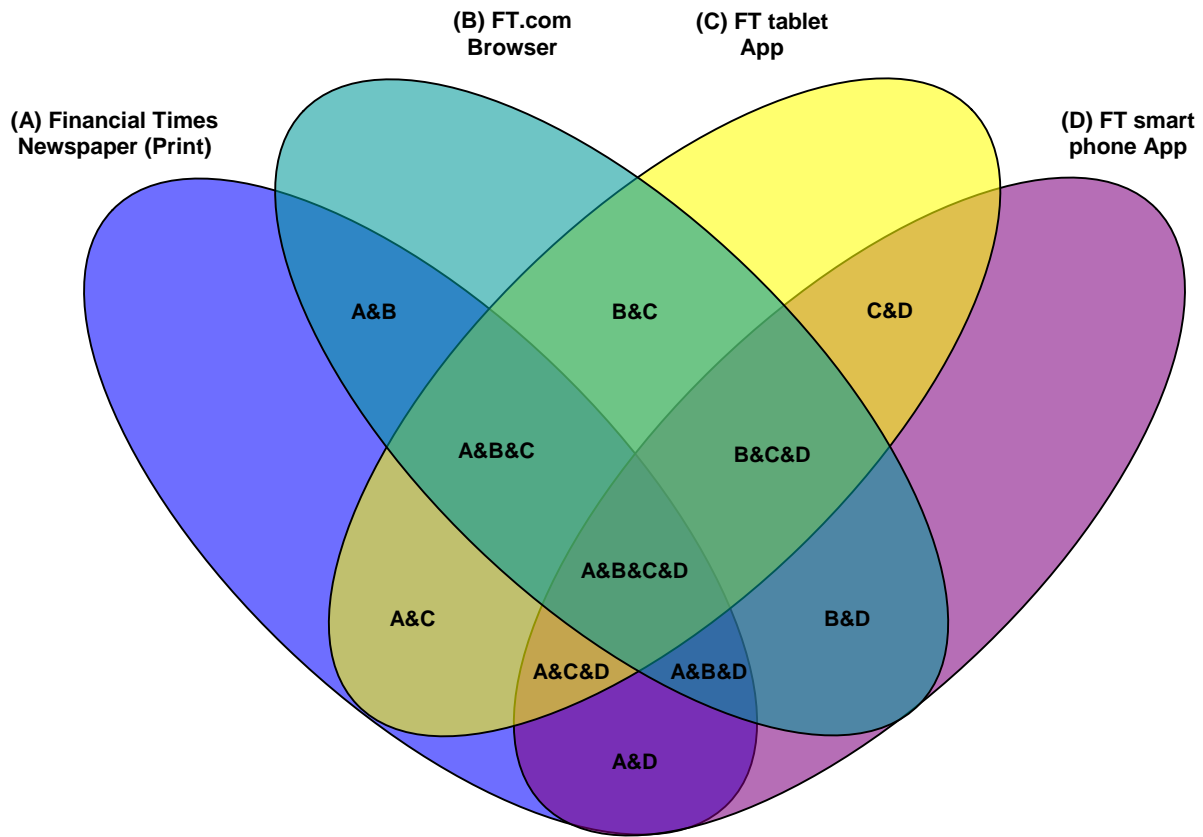 (B) FT.com
Browser
(C) FT tablet
App
(A) Financial Times
Newspaper (Print)
(D) FT smart
phone App
A&B
B&C
C&D
A&B&C
B&C&D
A&B&C&D
A&C
B&D
A&C&D
A&B&D
A&D